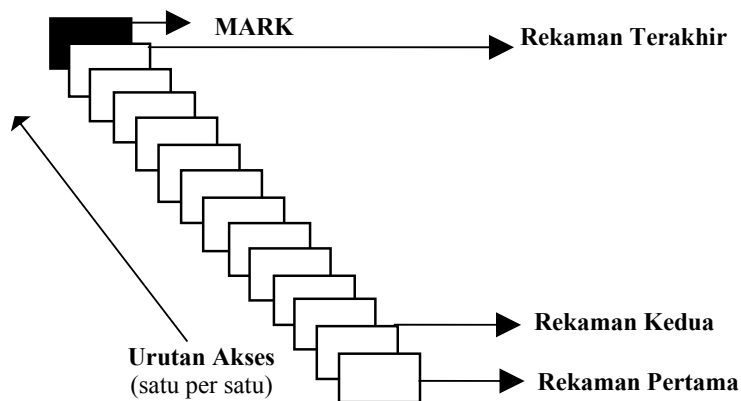 MARK
Rekaman Terakhir
Rekaman Kedua
Urutan Akses
(satu per satu)
Rekaman Pertama